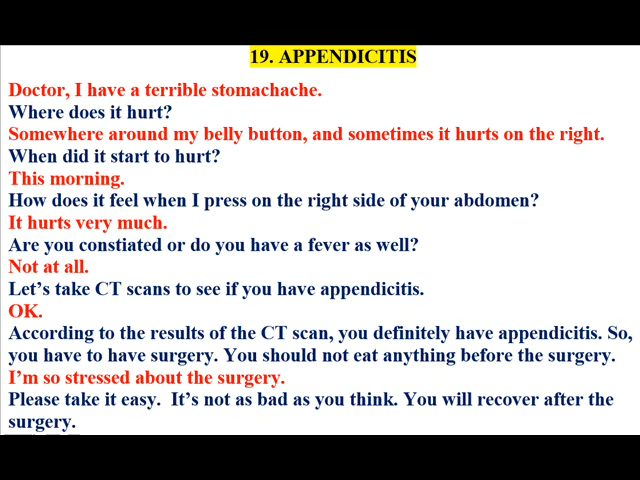 19. APPENDICITIS
Doctor, I have a terrible stomachache.
Where does it hurt?
Somewhere around my belly button, and sometimes it hurts on the right.
When did it start to hurt?
This morning.
How does it feel when I press on the right side of your abdomen?
It hurts very much.
Are you constiated or do you have a fever as well?
Not at all.
Let’s take CT scans to see if you have appendicitis.
OK.
According to the results of the CT scan, you definitely have appendicitis. So,
you have to have surgery. You should not eat anything before the surgery.
I’m so stressed about the surgery.
Please take it easy.  It’s not as bad as you think. You will recover after the
surgery.